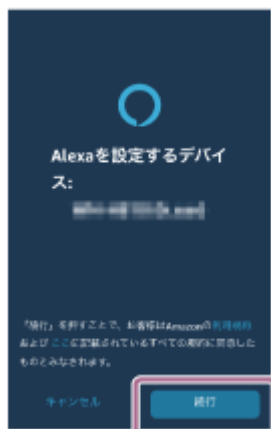 Alexaを設定するデバイ
ス:
「続行」を押すことで、お客様はAmazonの利用規約
および ここに記載されているすべての規約に同意した
ものとみなされます。
キャンセル
続行